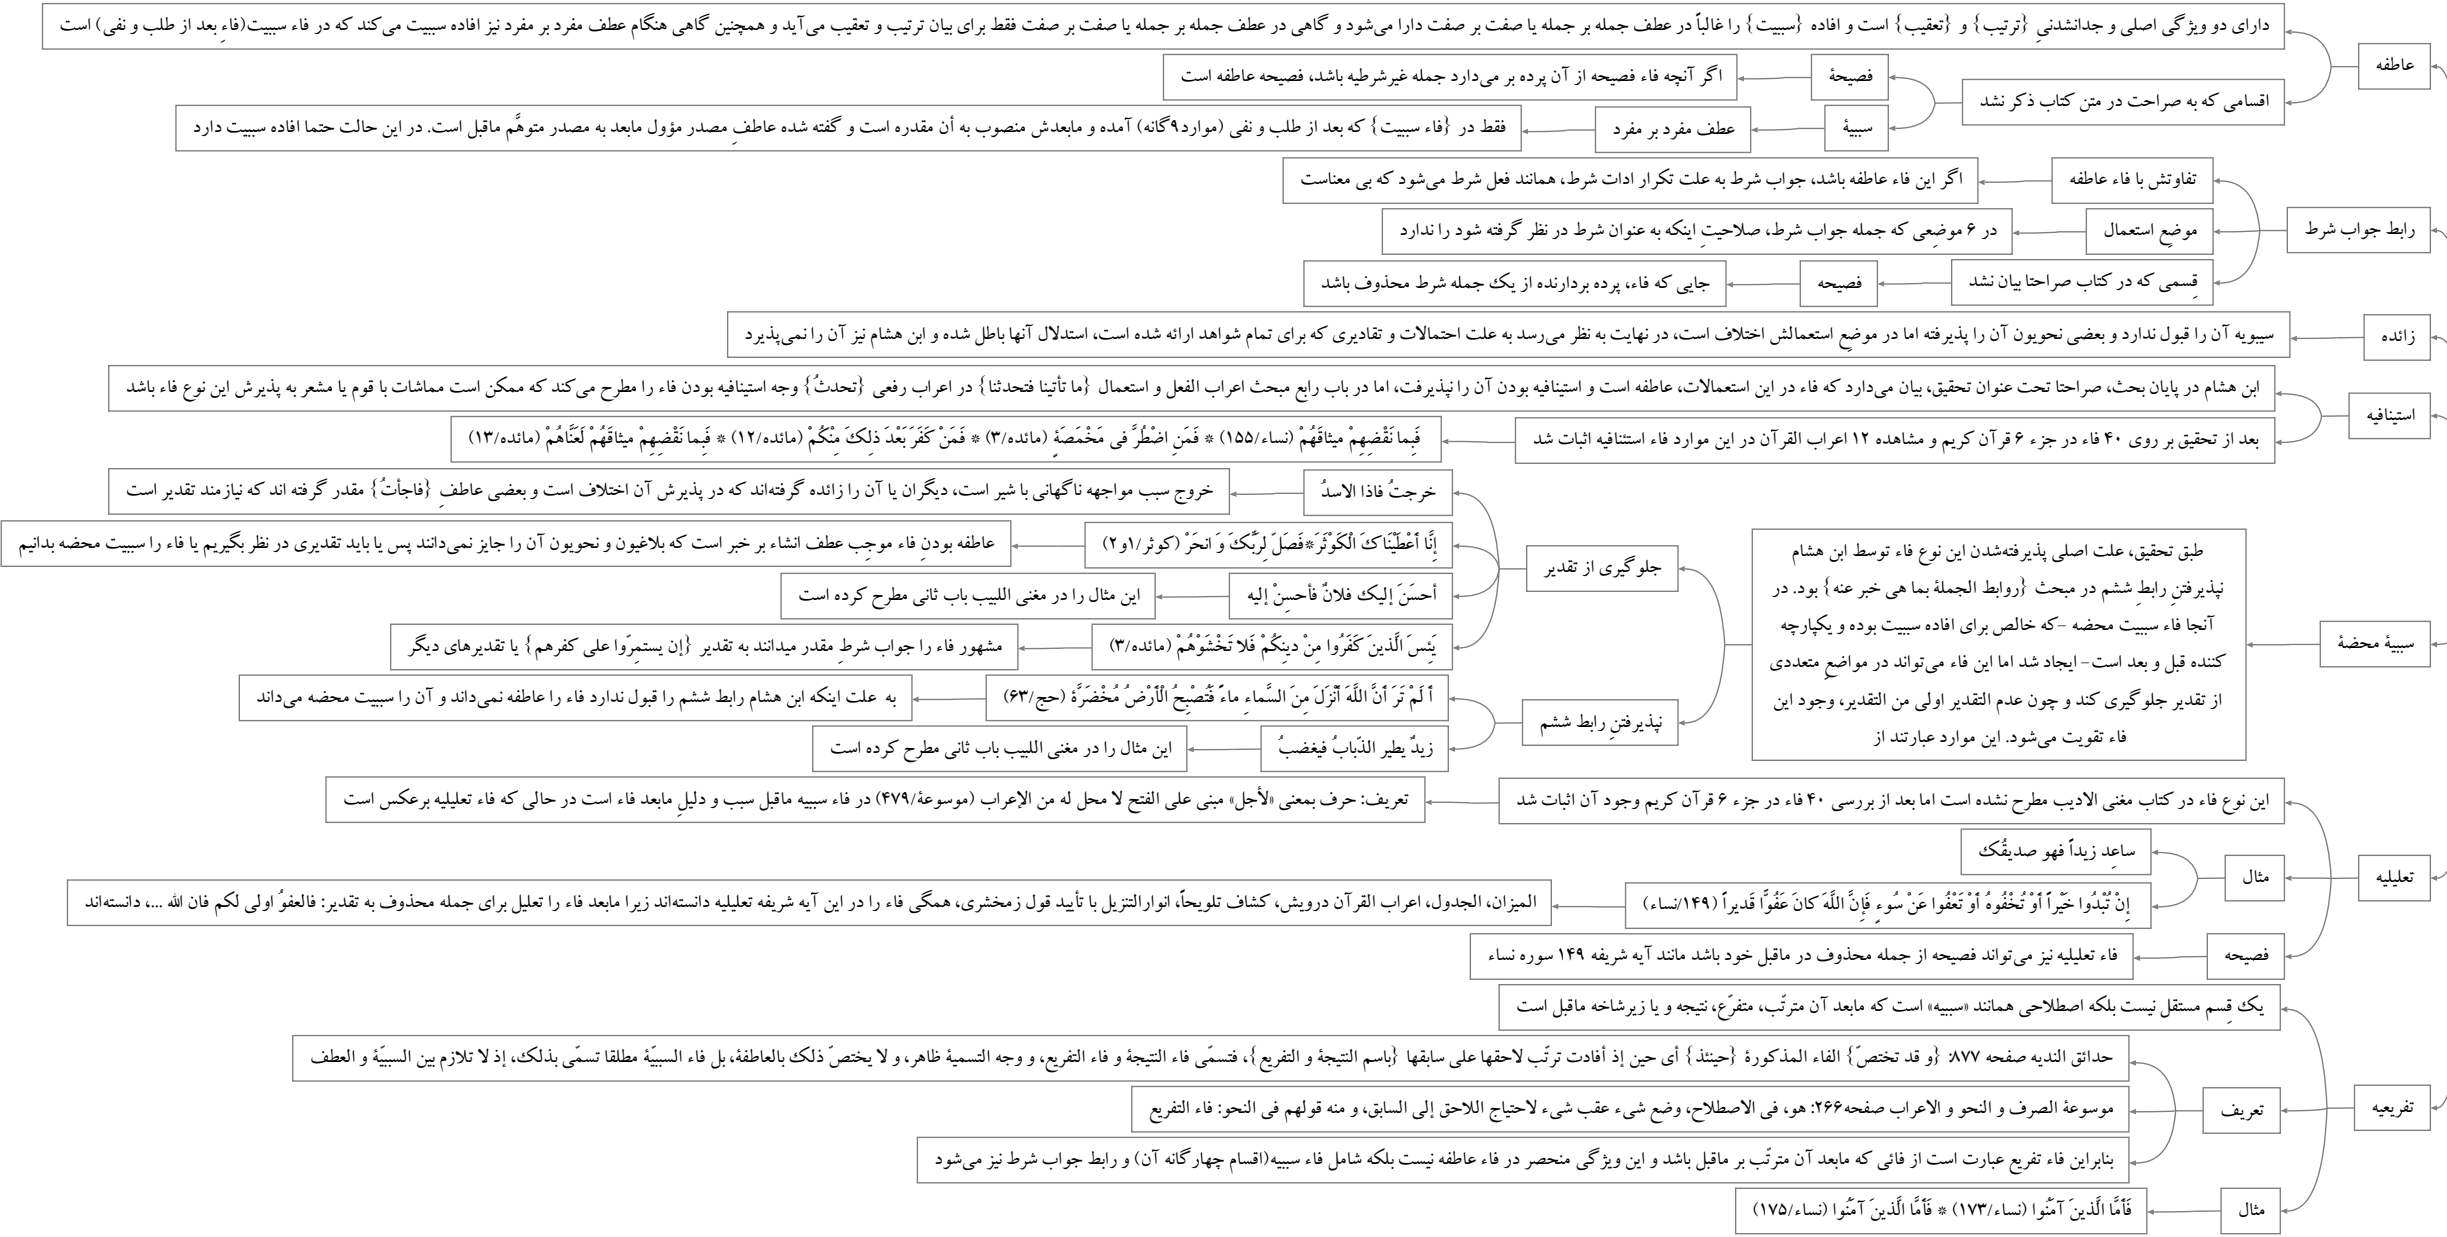 عاطفه
دارای دو ویژگی اصلی و جدانشدنیِ {ترتیب} و {تعقیب} است و افاده {سببیت} را غالباً در عطف جمله بر جمله یا صفت بر صفت دارا می‌شود و گاهی در عطف جمله بر جمله یا صفت بر صفت فقط برای بیان ترتیب و تعقیب می‌آید و همچنین گاهی هنگام عطف مفرد بر مفرد نیز افاده سببیت می‌کند که در فاء سببیت(فاءِ بعد از طلب و نفی) است
اقسامی که به صراحت در متن کتاب ذکر نشد
فصیحة
اگر آنچه فاء فصیحه از آن پرده بر می‌دارد جمله غیرشرطیه باشد، فصیحه عاطفه است
سببیة
عطف مفرد بر مفرد
فقط در {فاء سببیت} که بعد از طلب و نفی (موارد۹گانه) آمده و مابعدش منصوب به أن مقدره است و گفته شده عاطفِ مصدر مؤول مابعد به مصدر متوهَّم ماقبل است. در این حالت حتما افاده سببیت دارد
رابط جواب شرط
تفاوتش با فاء عاطفه
اگر این فاء عاطفه باشد، جواب شرط به علت تکرار ادات شرط، همانند فعل شرط می‌شود که بی معناست
موضعِ استعمال
در ۶ موضعِی که جمله جواب شرط، صلاحیتِ اینکه به عنوان شرط در نظر گرفته شود را ندارد
قِسمی که در کتاب صراحتا بیان نشد
فصیحه
جایی که فاء، پرده بردارنده از یک جمله شرط محذوف باشد
زائده
سیبویه آن را قبول ندارد و بعضی نحویون آن را پذیرفته اما در موضعِ استعمالش اختلاف است، در نهایت به نظر می‌رسد به علت احتمالات و تقادیری که برای تمام شواهد ارائه شده است، استدلال آنها باطل شده و ابن هشام نیز آن را نمی‌پذیرد
استینافیه
ابن هشام در پایان بحث، صراحتا تحت عنوان تحقیق، بیان می‌دارد که فاء در این استعمالات، عاطفه است و استینافیه بودن آن را نپذیرفت، اما در باب رابع مبحث اعراب الفعل و استعمال {ما تأتینا فتحدثنا} در اعراب رفعی {تحدثُ} وجه استینافیه بودن فاء را مطرح می‌کند که ممکن است مماشات با قوم یا مشعر به پذیرش این نوع فاء باشد
بعد از تحقیق بر روی ۴۰ فاء در جزء ۶ قرآن کریم و مشاهده ۱۲ اعراب القرآن در این موارد فاء استئنافیه اثبات شد
فَبِما نَقْضِهِمْ میثاقَهُمْ (نساء/۱۵۵) * فَمَنِ اضْطُرَّ فی مَخْمَصَةٍ (مائده/۳) * فَمَنْ كَفَرَ بَعْدَ ذلِكَ مِنْكُمْ (مائده/۱۲) * فَبِما نَقْضِهِمْ میثاقَهُمْ لَعَنَّاهُمْ (مائده/۱۳)
سببیة محضة
طبق تحقیق، علت اصلی پذیرفته‌شدن این نوع فاء توسط ابن هشام
نپذیرفتنِ رابطِ ششم در مبحث {روابط الجملة بما هی خبر عنه} بود. در
آنجا فاء سببیت محضه -که خالص برای افاده سببیت بوده و یکپارچه
کننده قبل و بعد است- ایجاد شد اما این فاء می‌تواند در مواضعِ متعددی
از تقدیر جلوگیری کند و چون عدم التقدیر اولی من التقدیر، وجود این
فاء تقویت می‌شود. این موارد عبارتند از
جلوگیری از تقدیر
خرجتُ فاذا الاسدُ
خروج سبب مواجهه ناگهانی با شیر است، دیگران یا آن را زائده گرفته‌اند که در پذیرش آن اختلاف است و بعضی عاطفِ {فاجأتُ} مقدر گرفته اند که نیازمند تقدیر است
إِنَّا أَعْطَیْنَاكَ الْكَوْثَرَ*فَصَلِّ لِرَبِّكَ وَ انحَرْ (کوثر/۱و۲)
عاطفه بودنِ فاء موجِب عطف انشاء بر خبر است که بلاغیون و نحویون آن را جایز نمی‌دانند پس یا باید تقدیری در نظر بگیریم یا فاء را سببیت محضه بدانیم
أحسَنَ إلیك فلانٌ فأحسِنْ إلیه
این مثال را در مغنی اللبیب باب ثانی مطرح کرده است
یَئِسَ الَّذینَ كَفَرُوا مِنْ دینِكُمْ فَلا تَخْشَوْهُمْ (مائده/۳)
مشهور فاء را جواب شرطِ مقدر میدانند به تقدیر {إن یستمرّوا علی کفرهم} یا تقدیرهای دیگر
نپذیرفتنِ رابط ششم
أَ لَمْ تَرَ أَنَّ اللَّهَ أَنْزَلَ مِنَ السَّماءِ ماءً فَتُصْبِحُ الْأَرْضُ مُخْضَرَّةً (حج/۶۳)
به علت اینکه ابن هشام رابط ششم را قبول ندارد فاء را عاطفه نمی‌داند و آن را سببیت محضه می‌داند
زیدٌ یطیر الذّبابُ فیغضبُ
این مثال را در مغنی اللبیب باب ثانی مطرح کرده است
تعلیلیه
این نوع فاء در کتاب مغنی الادیب مطرح نشده است اما بعد از بررسی ۴۰ فاء در جزء ۶ قرآن کریم وجود آن اثبات شد
تعریف: حرف بمعنی «لأجل» مبنی علی الفتح لا محل له من الإعراب (موسوعة/۴۷۹) در فاء سببیه ماقبل سبب و دلیلِ مابعد فاء است در حالی که فاء تعلیلیه برعکس است
مثال
ساعِد زیداً فهو صدیقُك
إِنْ تُبْدُوا خَیْراً أَوْ تُخْفُوهُ أَوْ تَعْفُوا عَنْ سُوءٍ فَإِنَّ اللَّهَ كانَ عَفُوًّا قَدیراً (۱۴۹/نساء)
المیزان، الجدول، اعراب القرآن درویش، کشاف تلویحاً، انوارالتنزیل با تأیید قول زمخشری، همگی فاء را در این آیه شریفه تعلیلیه دانسته‌اند زیرا مابعد فاء را تعلیل برای جمله محذوف به تقدیر: فالعفوُ اولی لکم فان الله ...، دانسته‌اند
فصیحه
فاء تعلیلیه نیز می‌تواند فصیحه از جمله محذوف در ماقبل خود باشد مانند آیه شریفه ۱۴۹ سوره نساء
تفریعیه
یک قِسم مستقل نیست بلکه اصطلاحی همانند «سببیه» است که مابعد آن مترتّب، متفرّع، نتیجه و یا زیرشاخه ماقبل است
تعریف
حدائق الندیه صفحه ۸۷۷: {و قد تختصّ} الفاء المذکورة {حینئذ} أی حین إذ أفادت ترتّب لاحقها علی سابقها {باسم النتیجة و التفریع}، فتسمّی فاء النتیجة و فاء التفریع، و وجه التسمیة ظاهر، و لا یختصّ ذلك بالعاطفة، بل فاء السببیّة مطلقا تسمّی بذلك، إذ لا تلازم بین السببیّة و العطف
موسوعة الصرف و النحو و الاعراب صفحه۲۶۶: هو، فی الاصطلاح، وضع شیء عقب شیء لاحتیاج اللاحق إلی السابق، و منه قولهم فی النحو: فاء التفریع
بنابراین فاء تفریع عبارت است از فائی که مابعد آن مترتّب بر ماقبل باشد و این ویژگی منحصر در فاء عاطفه نیست بلکه شامل فاء سببیه(اقسام چهارگانه آن) و رابط جواب شرط نیز می‌شود
مثال
فَأَمَّا الَّذینَ آمَنُوا (نساء/۱۷۳) * فَأَمَّا الَّذینَ آمَنُوا (نساء/۱۷۵)